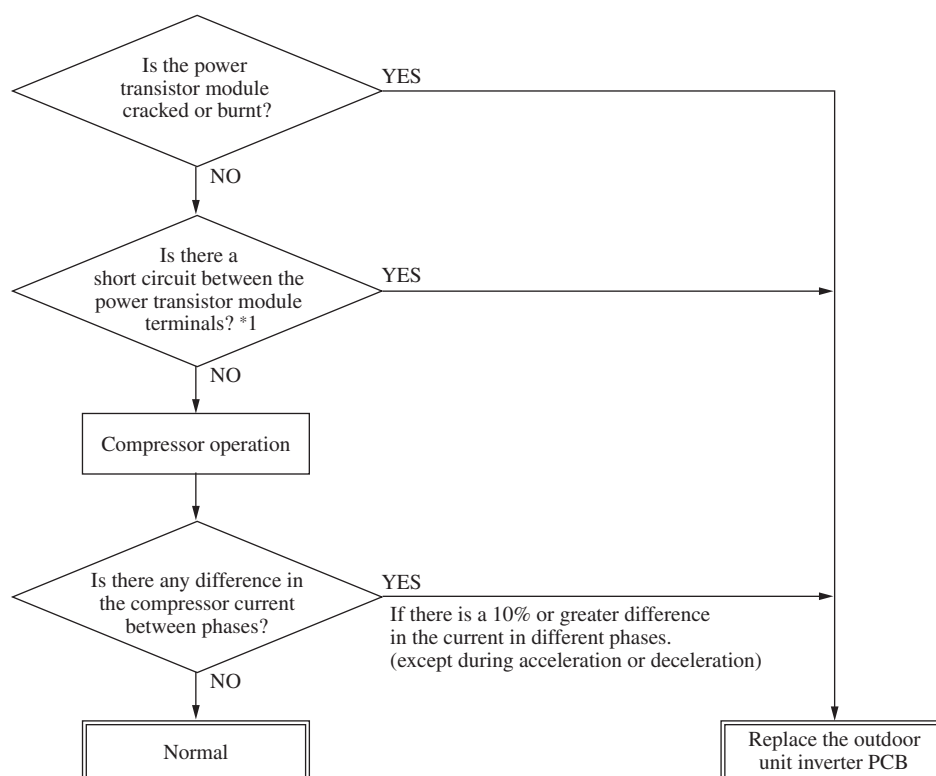 Is the power
transistor module
cracked or burnt?
YES
NO
Is there a
short circuit between the
power transistor module
terminals? *1
YES
NO
Compressor operation
Is there any difference in
the compressor current
between phases?
YES
If there is a 10% or greater difference
in the current in different phases.
(except during acceleration or deceleration)
NO
Normal
Replace the outdoor
unit inverter PCB